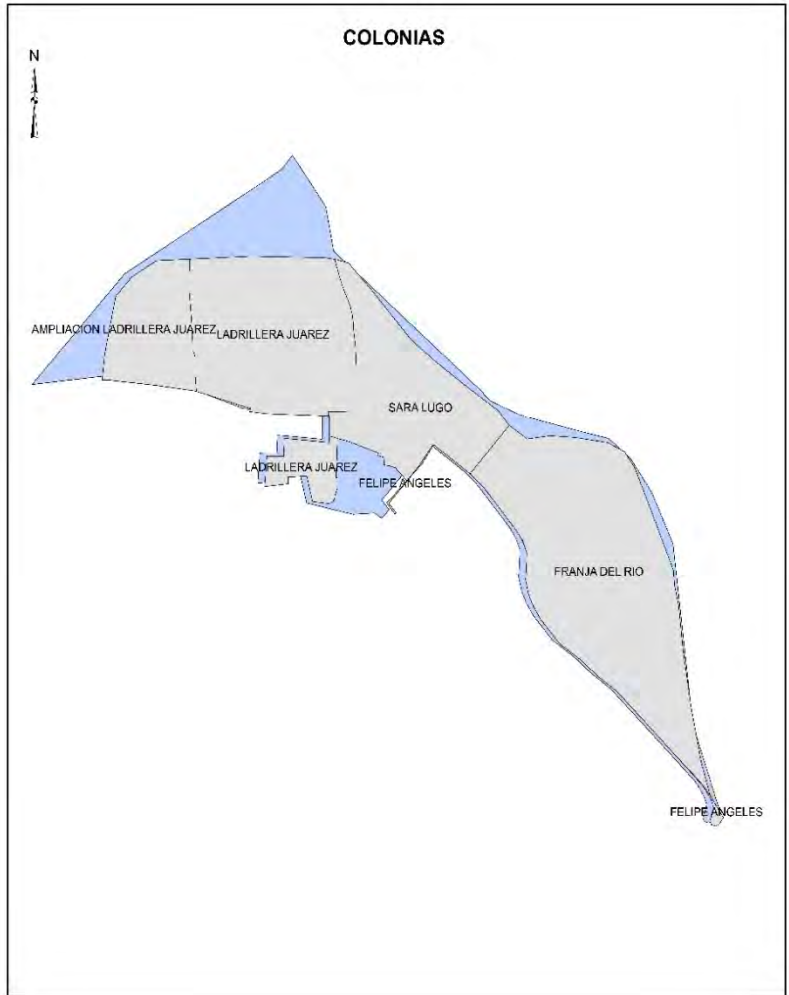 COLONIAS
N
AMPLIACION LADRILLERA JUAREZ
LADRILLERA JUAREZ
SARA LUGO
LADRILLERA JUAREZ
FELIPE ANGELES
FRANJA DEL RIO
FELIPE ANGELES